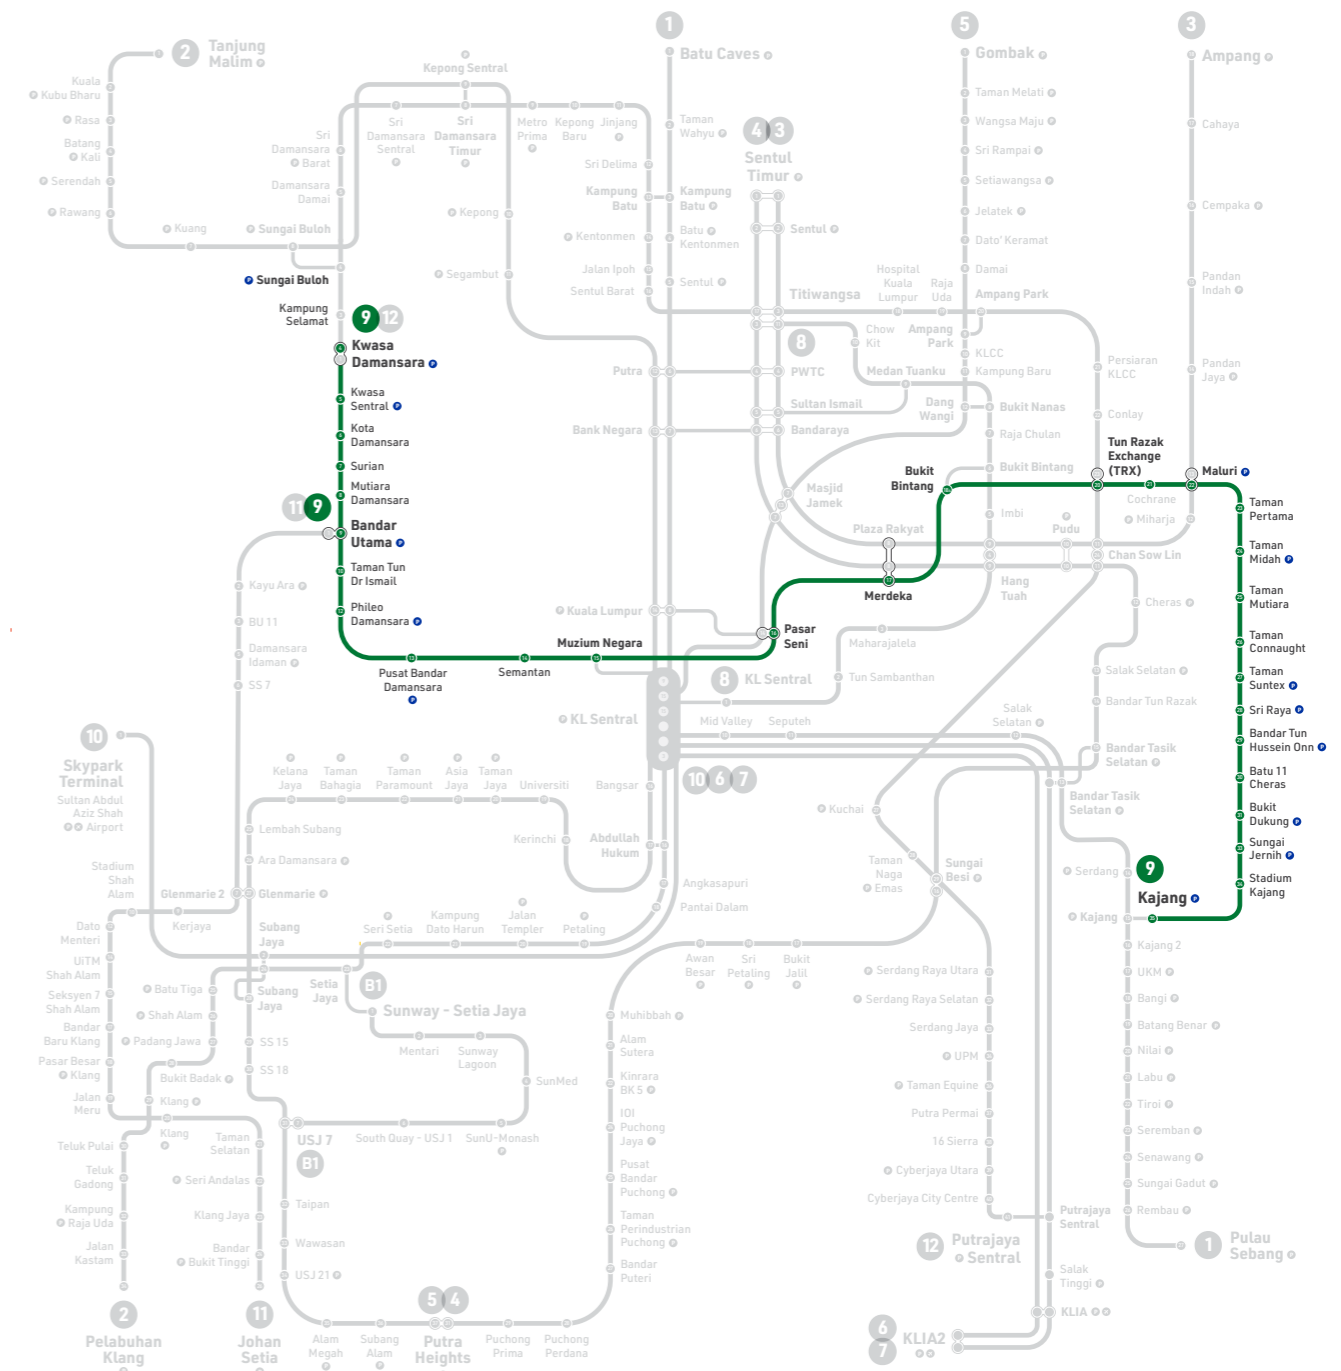 2 Tanjung
Malim P
Kuala
P Kubu Bharu
P Rasa
Batang
P Kali
P Serendah
P Rawang
P Kuang
P Sungai Buloh
P Sungai Buloh
Kampung
Selamat
Sri
Damansara
P Barat
Damansara
Damai
P
Kepong Sentral
Sri
Damansara
Sentral
P
Sri
Damansara
Timur
P
Metro
Prima
P
Kepong
Baru
Jinjang
P
Sri Delima
Kampung
Batu
P Kentonmen
Jalan Ipoh
Sentul Barat
P Kepong
P Segambut
1
Batu Caves P
Taman
Wahyu P
Kampung
Batu P
Batu P
Kentonmen
Sentul P
4 3
Sentul
Timur P
Sentul P
Titiwangsa
8
PWTC
Sultan Ismail
Bandaraya
Putra
Bank Negara
5
Gombak P
Taman Melati P
Wangsa Maju P
Sri Rampai P
Setiawangsa P
Jelatek P
Dato' Keramat
Damai
Hospital
Kuala
Lumpur
Raja
Uda
Ampang Park
Ampang
Park
KLCC
Kampung Baru
Chow
Kit
Medan Tuanku
Dang
Wangi
Bukit Nanas
Raja Chulan
Bukit Bintang
Imbi
Hang
Tuah
3
Ampang P
Cahaya
Cempaka P
Pandan
Indah P
Pandan
Jaya P
Persiaran
KLCC
Conlay
Tun Razak
Exchange
(TRX)
Maluri P
Cochrane
P Miharja
P
Pudu
Chan Sow Lin
Cheras P
Salak Selatan P
Bandar Tun Razak
Bandar Tasik
Selatan P
9 12
Kwasa
Damansara P
Kwasa
Sentral P
Kota
Damansara
Surian
Mutiara
Damansara
11 9
Bandar
Utama P
Taman Tun
Dr Ismail
Phileo
Damansara P
Pusat Bandar
Damansara
P
Semantan
Muzium Negara
Pasar
Seni
Merdeka
Plaza Rakyat
Masjid
Jamek
Bukit
Bintang
P Kuala Lumpur
Maharajalela
Tun Sambanthan
8 KL Sentral
P KL Sentral
10 6 7
Mid Valley
Seputeh
Salak
Selatan P
Bandar Tasik
Selatan P
Taman
Pertama
Taman
Midah P
Taman
Mutiara
Taman
Connaught
Taman
Suntex P
Sri Raya P
Bandar Tun
Hussein Onn P
Batu 11
Cheras
Bukit
Dukung P
Sungai
Jernih P
Stadium
Kajang
9
Kajang P
P Serdang
P Kajang
Kajang 2
UKM P
Bangi P
Batang Benar P
Nilai P
Labu P
Tiroi P
Seremban P
Senawang P
Sungai Gadut P
Rembau P
1 Pulau
Sebang P
Kayu Ara P
BU 11
Damansara
Idaman P
SS 7
10
Skypark
Terminal
Sultan Abdul
Aziz Shah
P P Airport
Stadium
Shah
Alam
Glenmarie 2
Glenmarie P
Kerjaya
P
Kelana
Jaya
P
Taman
Bahagia
P
Taman
Paramount
P
Asia
Jaya
P
Taman
Jaya
Universiti
Kerinchi
Abdullah
Hukum
Bangsar
Angkasapuri
Pantai Dalam
Lembah Subang
Ara Damansara P
Dato
Menteri
UiTM
Shah Alam
Seksyen 7
Shah Alam
Bandar
Baru Klang
Pasar Besar
P Klang
Jalan
Meru
Subang
Jaya
Subang
Jaya
P Batu Tiga
P Shah Alam
P Padang Jawa
Bukit Badak P
Klang P
Klang
P
Teluk Pulai
Teluk
Gadong
Kampung
P Raja Uda
Jalan
Kastam
2
Pelabuhan
Klang
Taman
Selatan
P Seri Andalas
Klang Jaya
Bandar
P Bukit Tinggi
11
Johan
Setia
SS 15
SS 18
P
Seri Setia
Kampung
Dato Harun
P
Jalan
Templer
P
Petaling
Setia
Jaya
B1
Sunway - Setia Jaya
Mentari
Sunway
Lagoon
SunMed
SunU-Monash
P
South Quay - USJ 1
USJ 7
B1
Taipan
Wawasan
USJ 21 P
Alam
Megah
P
Subang
Alam
P
5 4
Putra
Heights
P
Puchong
Prima
Puchong
Perdana
Bandar
Puteri
Taman
Perindustrian
Puchong P
Pusat
Bandar
Puchong P
IOI
Puchong
Jaya P
Kinrara
BK 5 P
Alam
Sutera
Muhibbah P
Awan
Besar
P
Sri
Petaling
P
Bukit
Jalil
P
Sungai
Besi P
P Kuchai
Taman
Naga
P Emas
P Serdang Raya Utara
P Serdang Raya Selatan
Serdang Jaya
P UPM
P Taman Equine
Putra Permai
16 Sierra
P Cyberjaya Utara
Cyberjaya City Centre
12 Putrajaya
P Sentral
Putrajaya
Sentral
Salak
Tinggi P
KLIA P P
6
7
KLIA2
P P